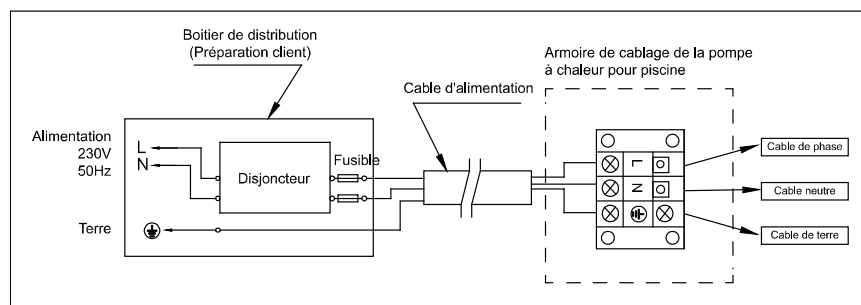 Boitier de distribution
(Préparation client)
Armoire de cablage de la pompe
à chaleur pour piscine
Cable d'alimentation
Alimentation
230V
50Hz
L
N
Disjoncteur
Fusible
Terre
L
N
Cable de phase
Cable neutre
Cable de terre